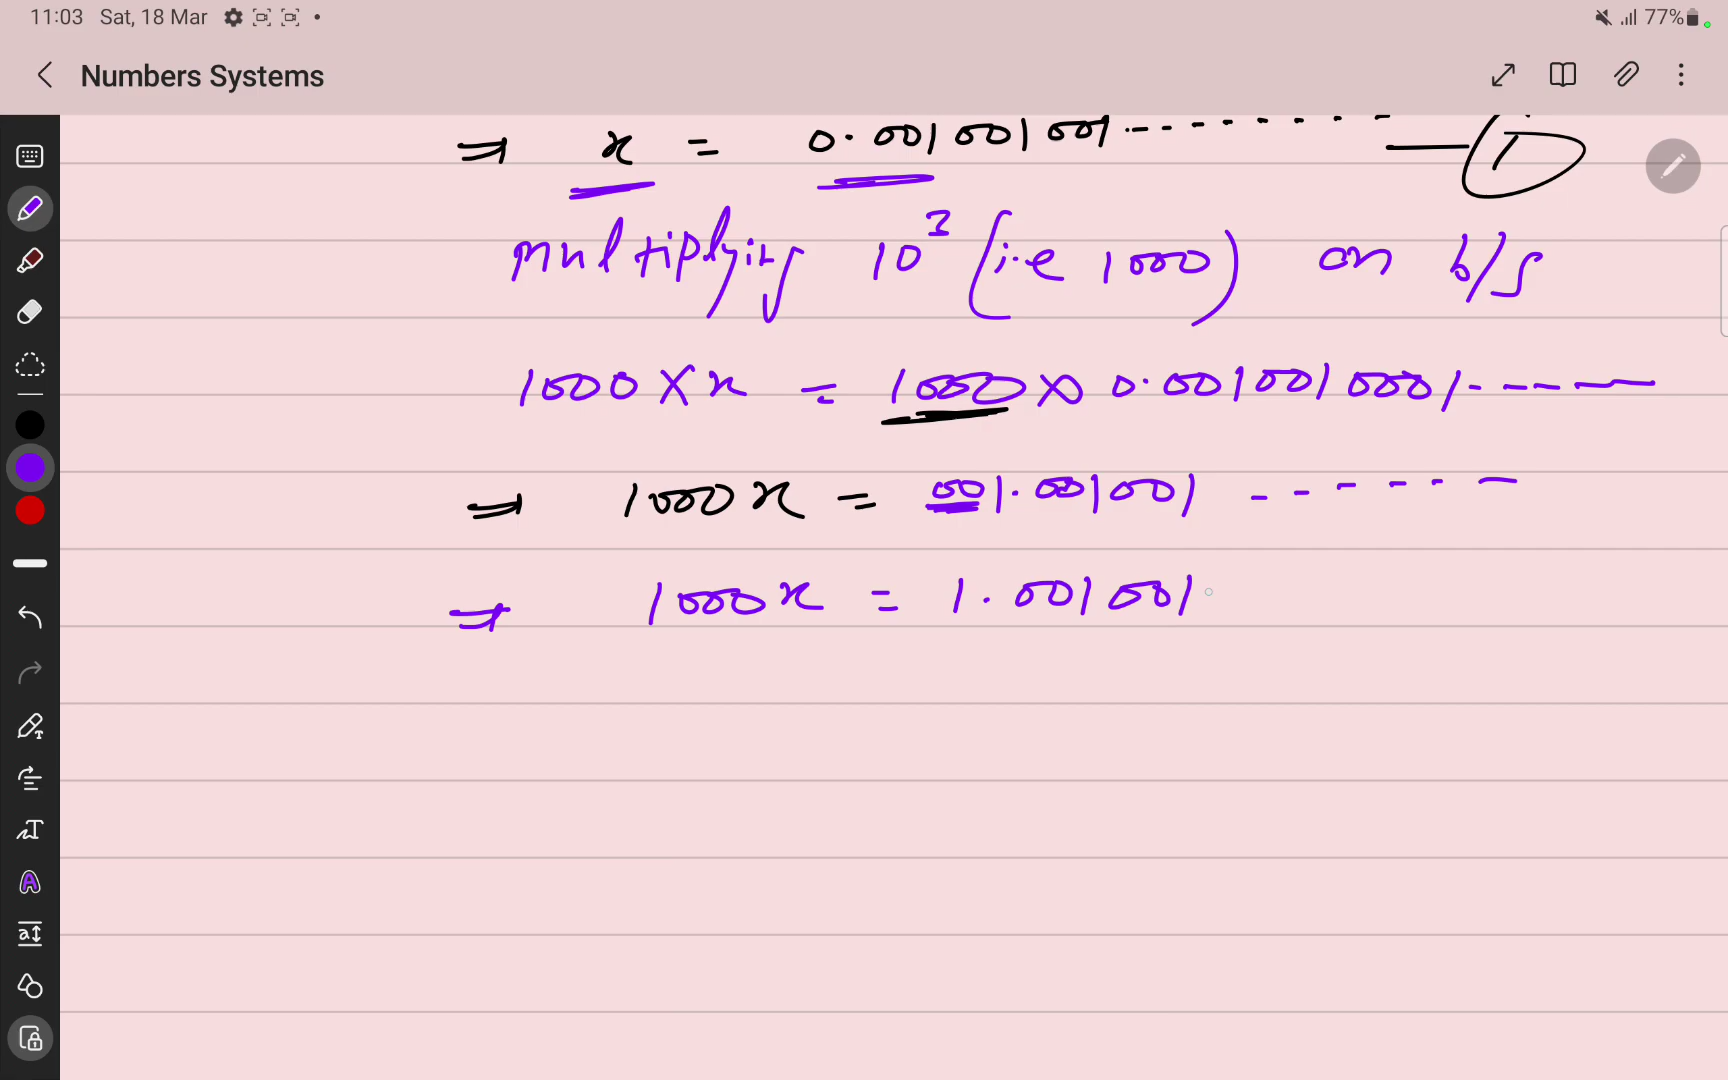 11:03 Sat, 18 Mar 77%
Numbers Systems
⇒ x = 0.001001001---------- —(1)
multiplying 10³ (i.e 1000) on b/s
1000 × x = 1000 × 0.0010010001-----
⇒ 1000x = 001.001001 ------
⇒ 1000x = 1.001001